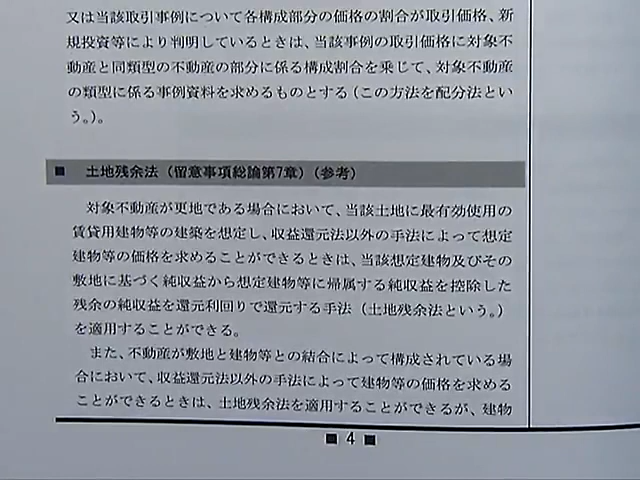 又は当該取引事例について各構成部分の価格の割合が取引価格、新
規投資等により判明しているときは、当該事例の取引価格に対象不
動産と同類型の不動産の部分に係る構成割合を乗じて、対象不動産
の類型に係る事例資料を求めるものとする(この方法を配分法とい
う。)。
■ 土地残余法(留意事項総論第7章)(参考)
対象不動産が更地である場合において、当該土地に最有効使用の
賃貸用建物等の建築を想定し、収益還元法以外の手法によって想定
建物等の価格を求めることができるときは、当該想定建物及びその
敷地に基づく純収益から想定建物等に帰属する純収益を控除した
残余の純収益を還元利回りで還元する手法(土地残余法という。)
を適用することができる。
また、不動産が敷地と建物等との結合によって構成されている場
合において、収益還元法以外の手法によって建物等の価格を求める
ことができるときは、土地残余法を適用することができるが、建物
■ 4 ■